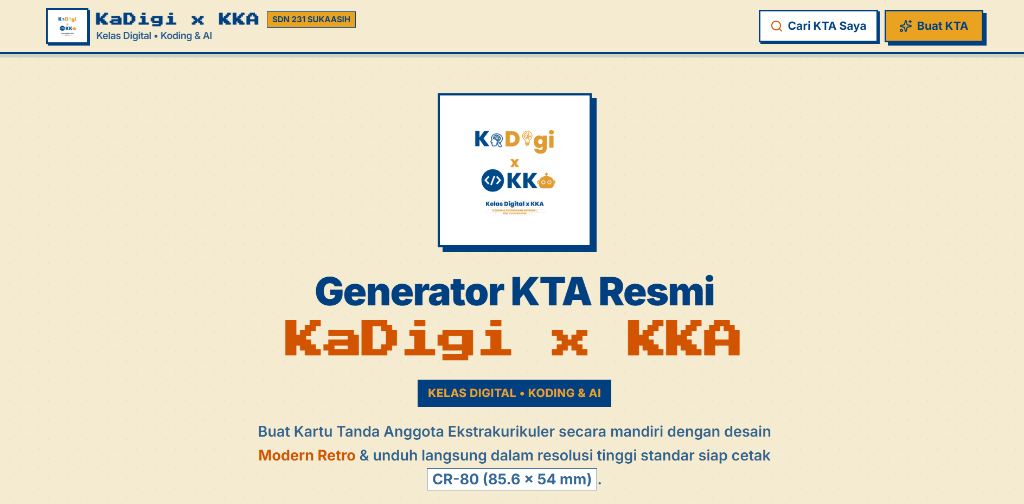 KaDigi x KKA SDN 231 SUKAASIH
Kelas Digital • Koding & AI
Cari KTA Saya
Buat KTA
KaDigi
x
KKA
Kelas Digital x KKA
Generator KTA Resmi
KaDigi x KKA
KELAS DIGITAL • KODING & AI
Buat Kartu Tanda Anggota Ekstrakurikuler secara mandiri dengan desain
Modern Retro & unduh langsung dalam resolusi tinggi standar siap cetak
CR-80 (85.6 × 54 mm).